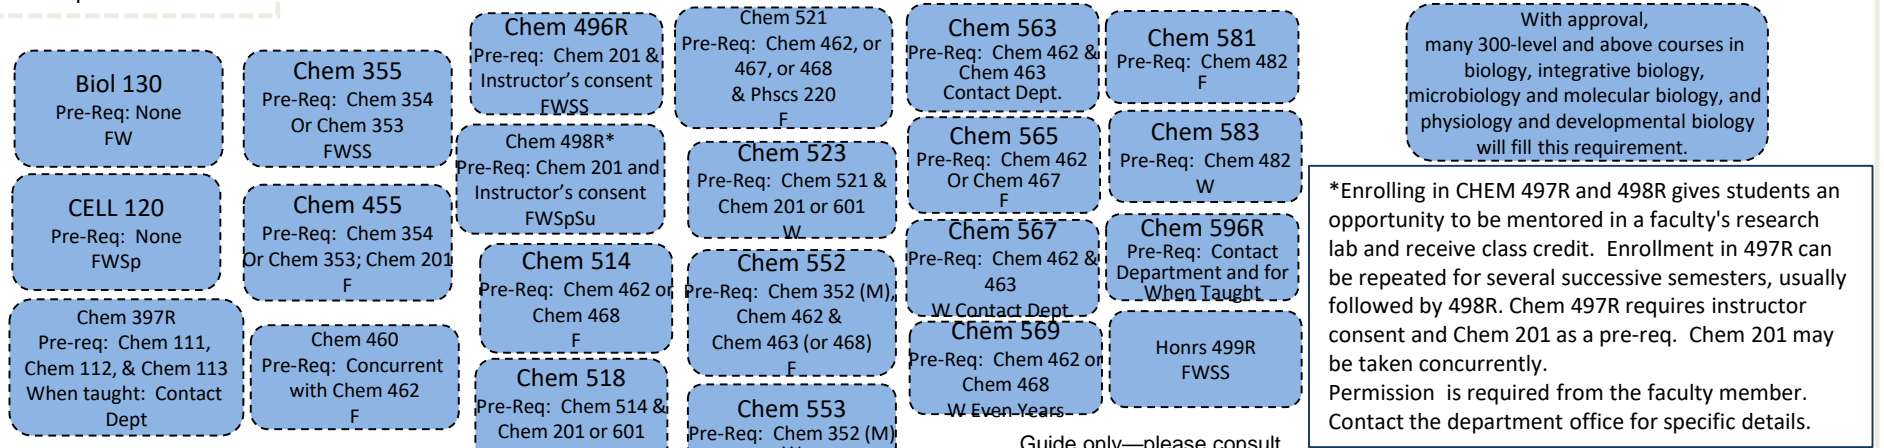 Biol 130
Pre-Req: None
FW
CELL 120
Pre-Req: None
FWSp
Chem 397R
Pre-req: Chem 111,
Chem 112, & Chem 113
When taught: Contact
Dept
Chem 355
Pre-Req: Chem 354
Or Chem 353
FWSS
Chem 455
Pre-Req: Chem 354
Or Chem 353; Chem 201
F
Chem 460
Pre-Req: Concurrent
with Chem 462
F
Chem 496R
Pre-req: Chem 201 &
Instructor’s consent
FWSS
Chem 498R*
Pre-Req: Chem 201 and
Instructor’s consent
FWSpSu
Chem 514
Pre-Req: Chem 462 or
Chem 468
F
Chem 518
Pre-Req: Chem 514 &
Chem 201 or 601
Chem 521
Pre-Req: Chem 462, or
467, or 468
& Phscs 220
F
Chem 523
Pre-Req: Chem 521 &
Chem 201 or 601
W
Chem 552
Pre-Req: Chem 352 (M),
Chem 462 &
Chem 463 (or 468)
F
Chem 553
Pre-Req: Chem 352 (M)
Chem 563
Pre-Req: Chem 462 &
Chem 463
Contact Dept.
Chem 565
Pre-Req: Chem 462
Or Chem 467
F
Chem 567
Pre-Req: Chem 462 &
463
W Contact Dept
Chem 569
Pre-Req: Chem 462 or
Chem 468
W Even Years
Chem 581
Pre-Req: Chem 482
F
Chem 583
Pre-Req: Chem 482
W
Chem 596R
Pre-Req: Contact
Department and for
When Taught
Honrs 499R
FWSS
Guide only—please consult
With approval,
many 300-level and above courses in
biology, integrative biology,
microbiology and molecular biology, and
physiology and developmental biology
will fill this requirement.
*Enrolling in CHEM 497R and 498R gives students an
opportunity to be mentored in a faculty's research
lab and receive class credit. Enrollment in 497R can
be repeated for several successive semesters, usually
followed by 498R. Chem 497R requires instructor
consent and Chem 201 as a pre-req. Chem 201 may
be taken concurrently.
Permission is required from the faculty member.
Contact the department office for specific details.